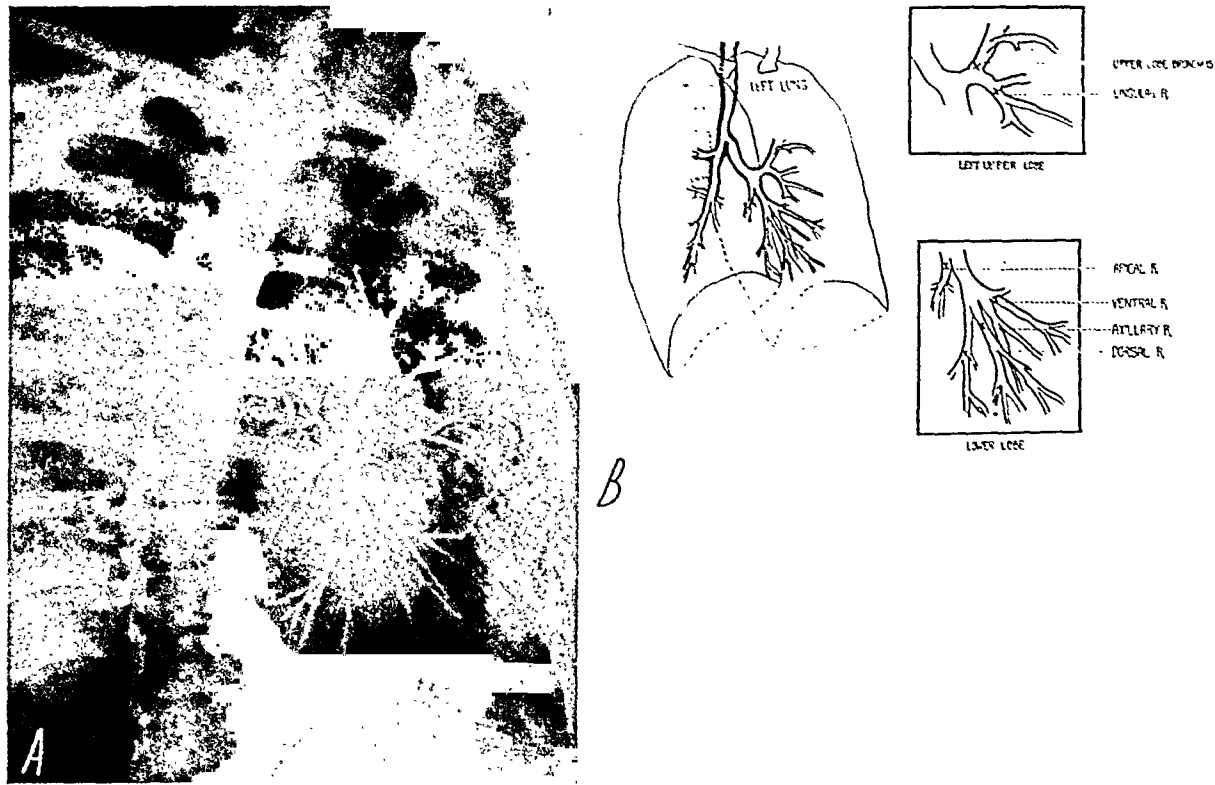 A
B
LEFT LUNG
UPPER LOBE BRONCHUS
LINGULAR R.
LEFT UPPER LOBE
APICAL R.
VENTRAL R.
AXILLARY R.
DORSAL R.
LOWER LOBE